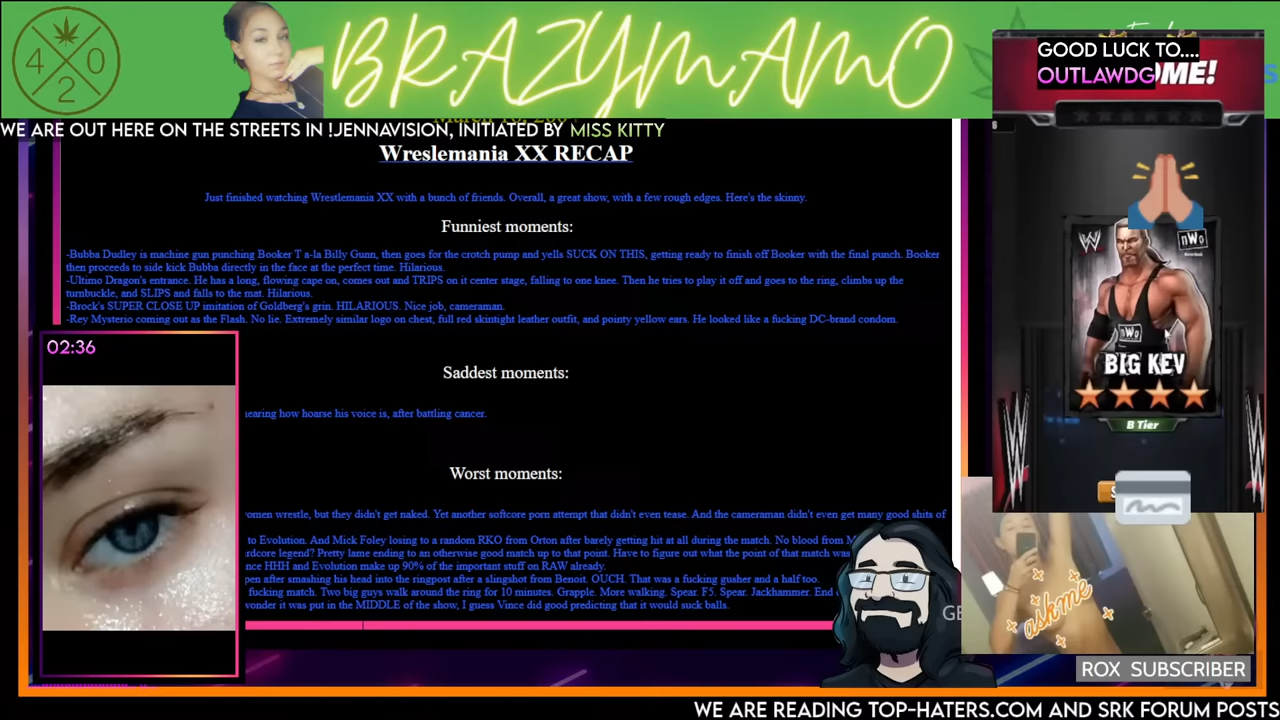 4 2 0
BRAZYMAMO
GOOD LUCK TO....
OUTLAWDG
OME!
WE ARE OUT HERE ON THE STREETS IN !JENNAVISION, INITIATED BY MISS KITTY
Wreslemania XX RECAP
Just finished watching Wrestlemania XX with a bunch of friends. Overall, a great show, with a few rough edges. Here's the skinny.
Funniest moments:
-Bubba Dudley is machine gun punching Booker T a-la Billy Gunn, then goes for the crotch pump and yells SUCK ON THIS, getting ready to finish off Booker with the final punch. Booker
then proceeds to side kick Bubba directly in the face at the perfect time. Hilarious.
-Ultimo Dragon's entrance. He has a long, flowing cape on, comes out and TRIPS on it center stage, falling to one knee. Then he tries to play it off and goes to the ring, climbs up the
turnbuckle, and SLIPS and falls to the mat. Hilarious.
-Brock's SUPER CLOSE UP imitation of Goldberg's grin. HILARIOUS. Nice job, cameraman.
-Rey Mysterio coming out as the Flash. No lie. Extremely similar logo on chest, full red skintight leather outfit, and pointy yellow ears. He looked like a fucking DC-brand condom.
02:36
Saddest moments:
hearing how hoarse his voice is, after battling cancer.
Worst moments:
women wrestle, but they didn't get naked. Yet another softcore porn attempt that didn't even tease. And the cameraman didn't even get many good shits of
to Evolution. And Mick Foley losing to a random RKO from Orton after barely getting hit at all during the match. No blood from M
rdcore legend? Pretty lame ending to an otherwise good match up to that point. Have to figure out what the point of that match was
nce HHH and Evolution make up 90% of the important stuff on RAW already.
pen after smashing his head into the ringpost after a slingshot from Benoit. OUCH. That was a fucking gusher and a half too.
fucking match. Two big guys walk around the ring for 10 minutes. Grapple. More walking. Spear. F5. Spear. Jackhammer. End
wonder it was put in the MIDDLE of the show, I guess Vince did good predicting that it would suck balls.
nWo
nWo
BIG KEV
B Tier
S
GE
ask me
ROX SUBSCRIBER
WE ARE READING TOP-HATERS.COM AND SRK FORUM POSTS